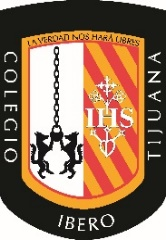 LA VERDAD NOS HARÁ LIBRES
COLEGIO
IHS
TIJUANA
IBERO